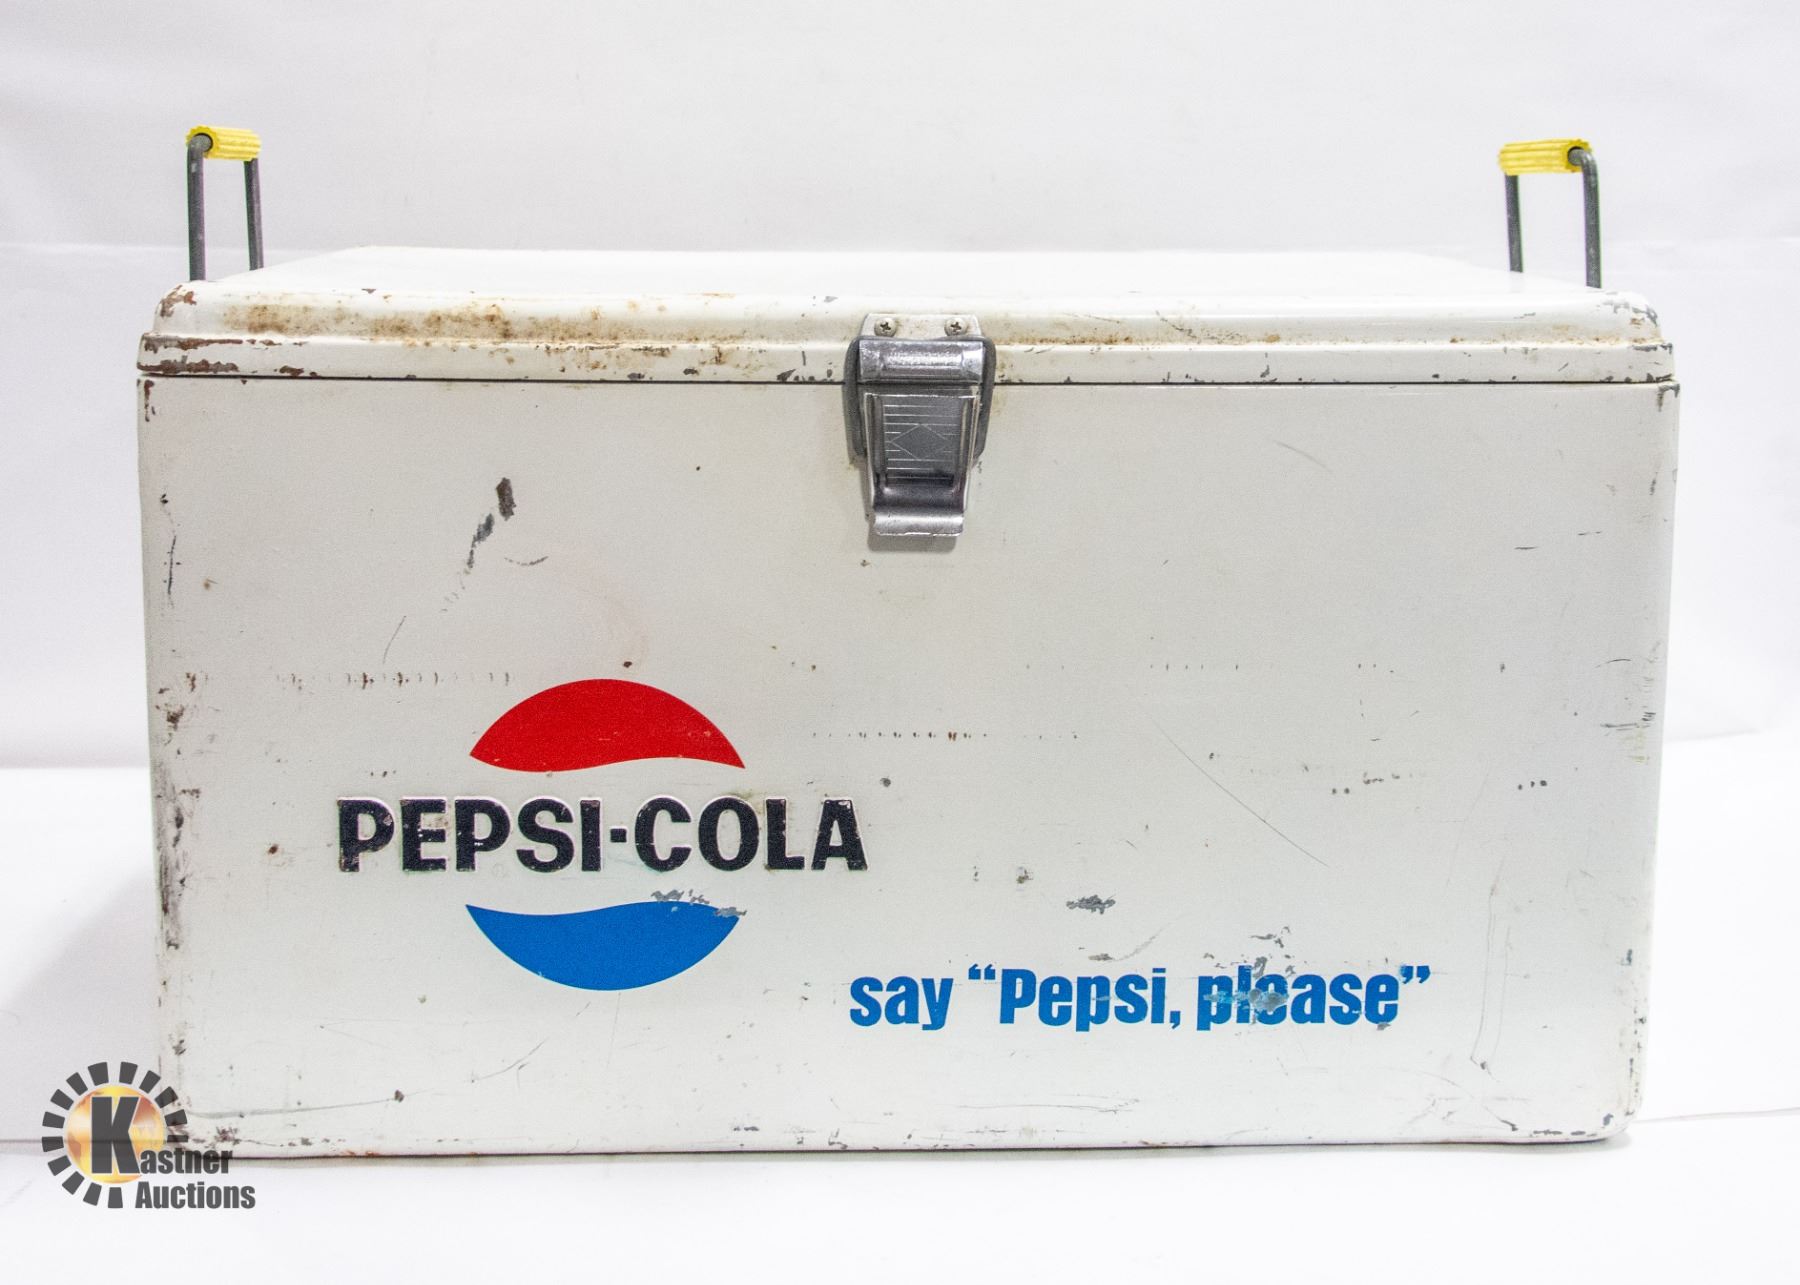 PEPSI-COLA
say “Pepsi, please”
Kastner
Auctions